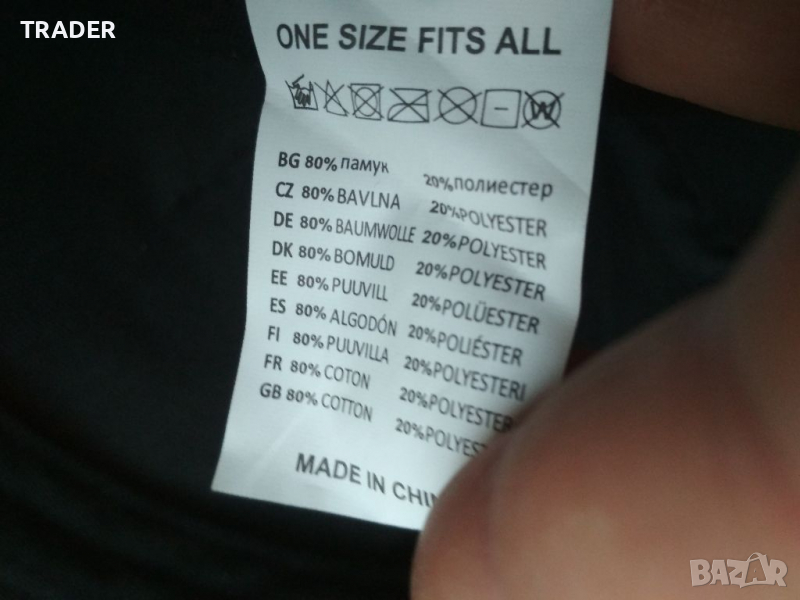 TRADER
ONE SIZE FITS ALL
W
BG 80% памук 20%полиестер
CZ 80% BAVLNA 20%POLYESTER
DE 80% BAUMWOLLE 20%POLYESTER
DK 80% BOMULD 20%POLYESTER
EE 80% PUUVILL 20%POLÜESTER
ES 80% ALGODÓN 20%POLIÉSTER
FI 80% PUUVILLA 20%POLYESTERI
FR 80% COTON 20%POLYESTER
GB 80% COTTON
MADE IN
BAZAR